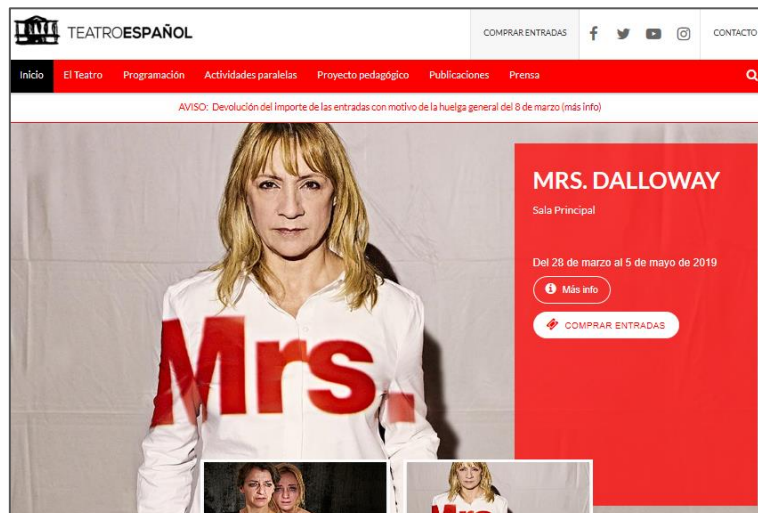 TEATROESPAÑOL
COMPRAR ENTRADAS
CONTACTO
Inicio
El Teatro
Programación
Actividades paralelas
Proyecto pedagógico
Publicaciones
Prensa
AVISO: Devolución del importe de las entradas con motivo de la huelga general del 8 de marzo (más info)
MRS. DALLOWAY
Sala Principal
Del 28 de marzo al 5 de mayo de 2019
Más info
COMPRAR ENTRADAS
Mrs.
Mrs.